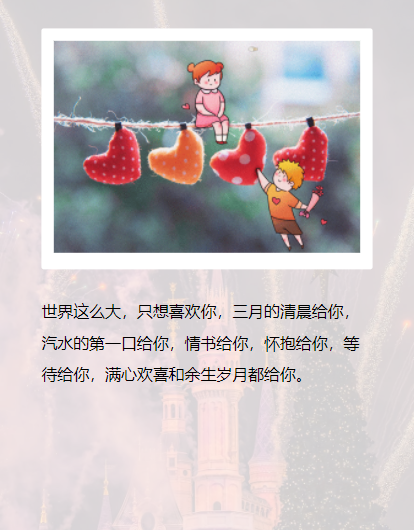 世界这么大，只想喜欢你，三月的清晨给你，
汽水的第一口给你，情书给你，怀抱给你，等
待给你，满心欢喜和余生岁月都给你。